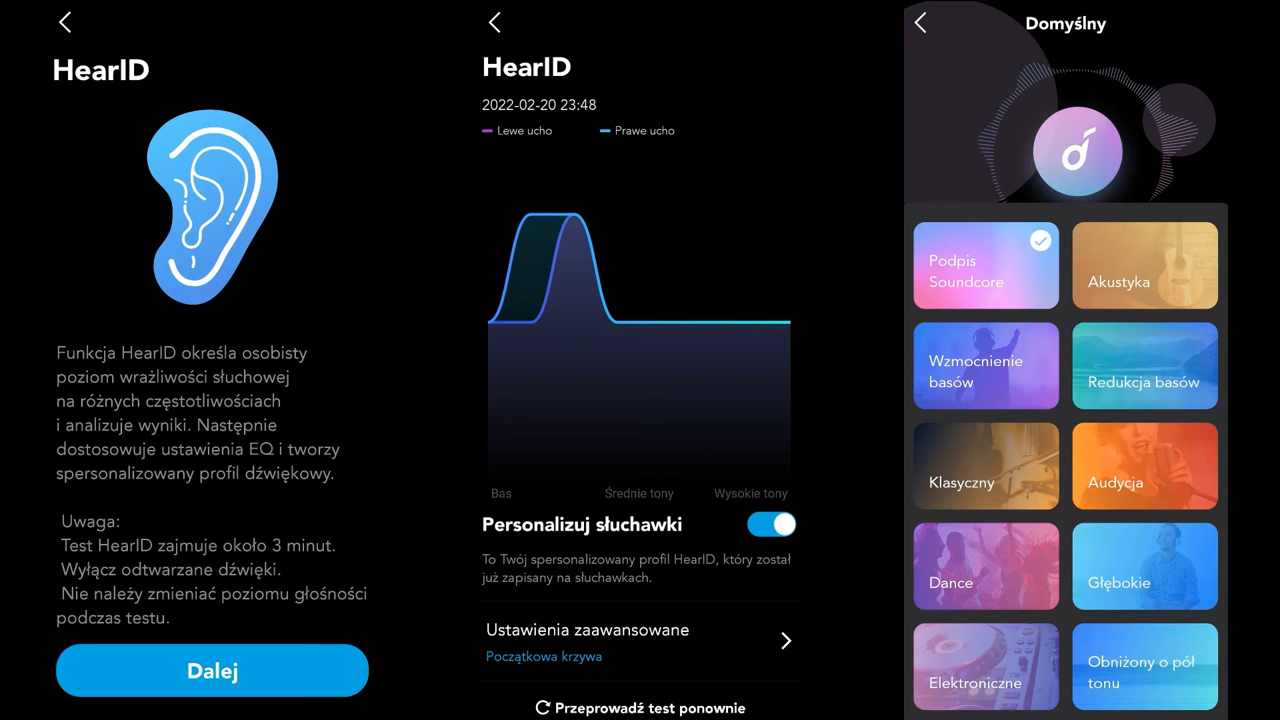 HearID
Funkcja HearID określa osobisty
poziom wrażliwości słuchowej
na różnych częstotliwościach
i analizuje wyniki. Następnie
dostosowuje ustawienia EQ i tworzy
spersonalizowany profil dźwiękowy.
Uwaga:
Test HearID zajmuje około 3 minut.
Wyłącz odtwarzane dźwięki.
Nie należy zmieniać poziomu głośności
podczas testu.
Dalej
HearID
2022-02-20 23:48
Lewe ucho Prawe ucho
Bas Średnie tony Wysokie tony
Personalizuj słuchawki
To Twój spersonalizowany profil HearID, który został
już zapisany na słuchawkach.
Ustawienia zaawansowane
Początkowa krzywa
Przeprowadź test ponownie
Domyślny
Podpis
Soundcore
Akustyka
Wzmocnienie
basów
Redukcja basów
Klasyczny
Audycja
Dance
Głębokie
Elektroniczne
Obniżony o pół
tonu